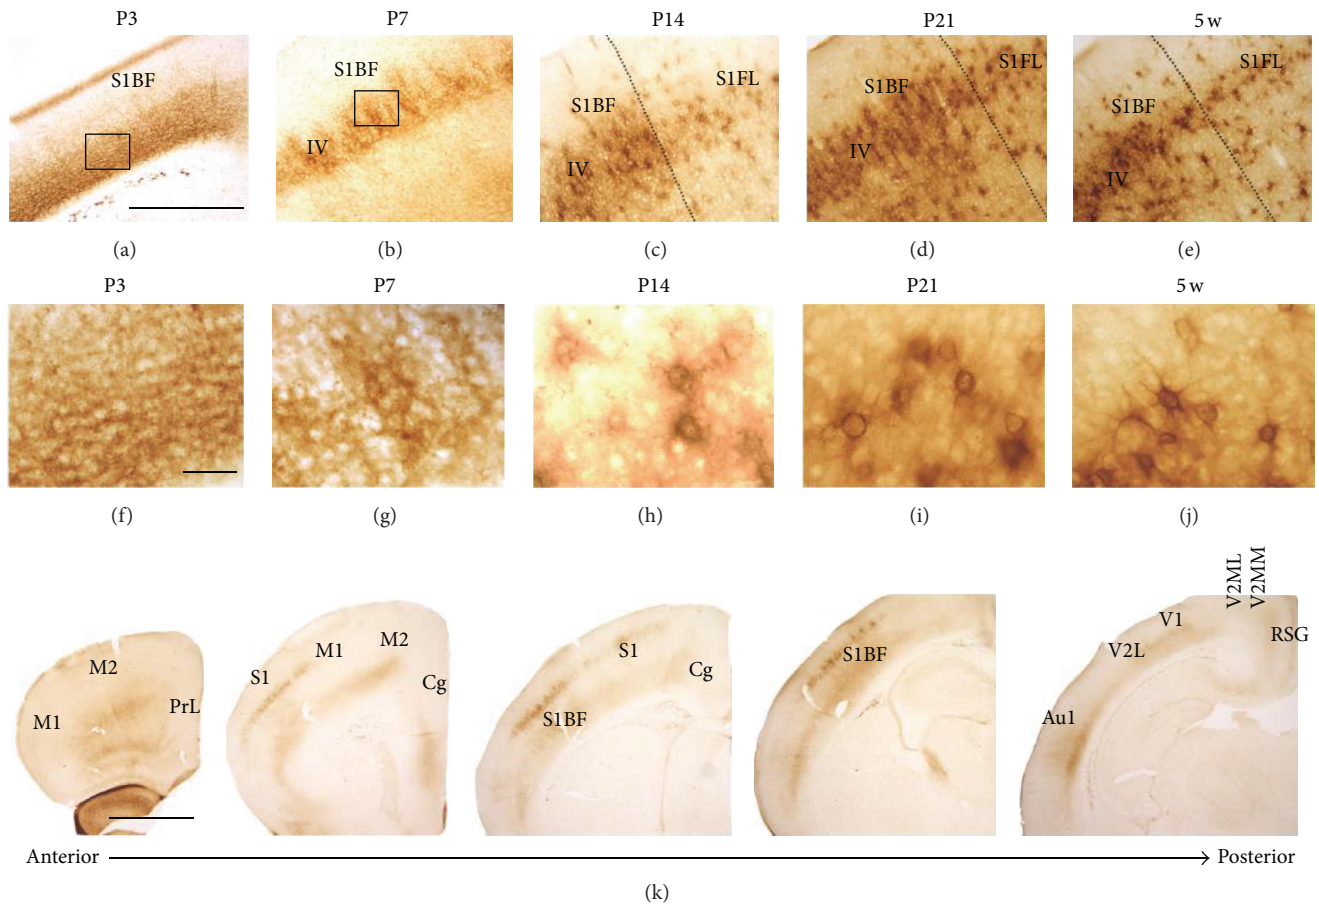 P3 P7 P14 P21 5 w
S1BF
S1BF
IV
S1FL
S1BF
IV
S1FL
S1BF
IV
S1FL
S1BF
IV
(a) (b) (c) (d) (e)
P3 P7 P14 P21 5 w
(f) (g) (h) (i) (j)
M2
M1
PrL
M1
M2
S1
Cg
S1
Cg
S1BF
S1BF
V2ML
V2MM
V1
V2L
RSG
Au1
Anterior Posterior
(k)